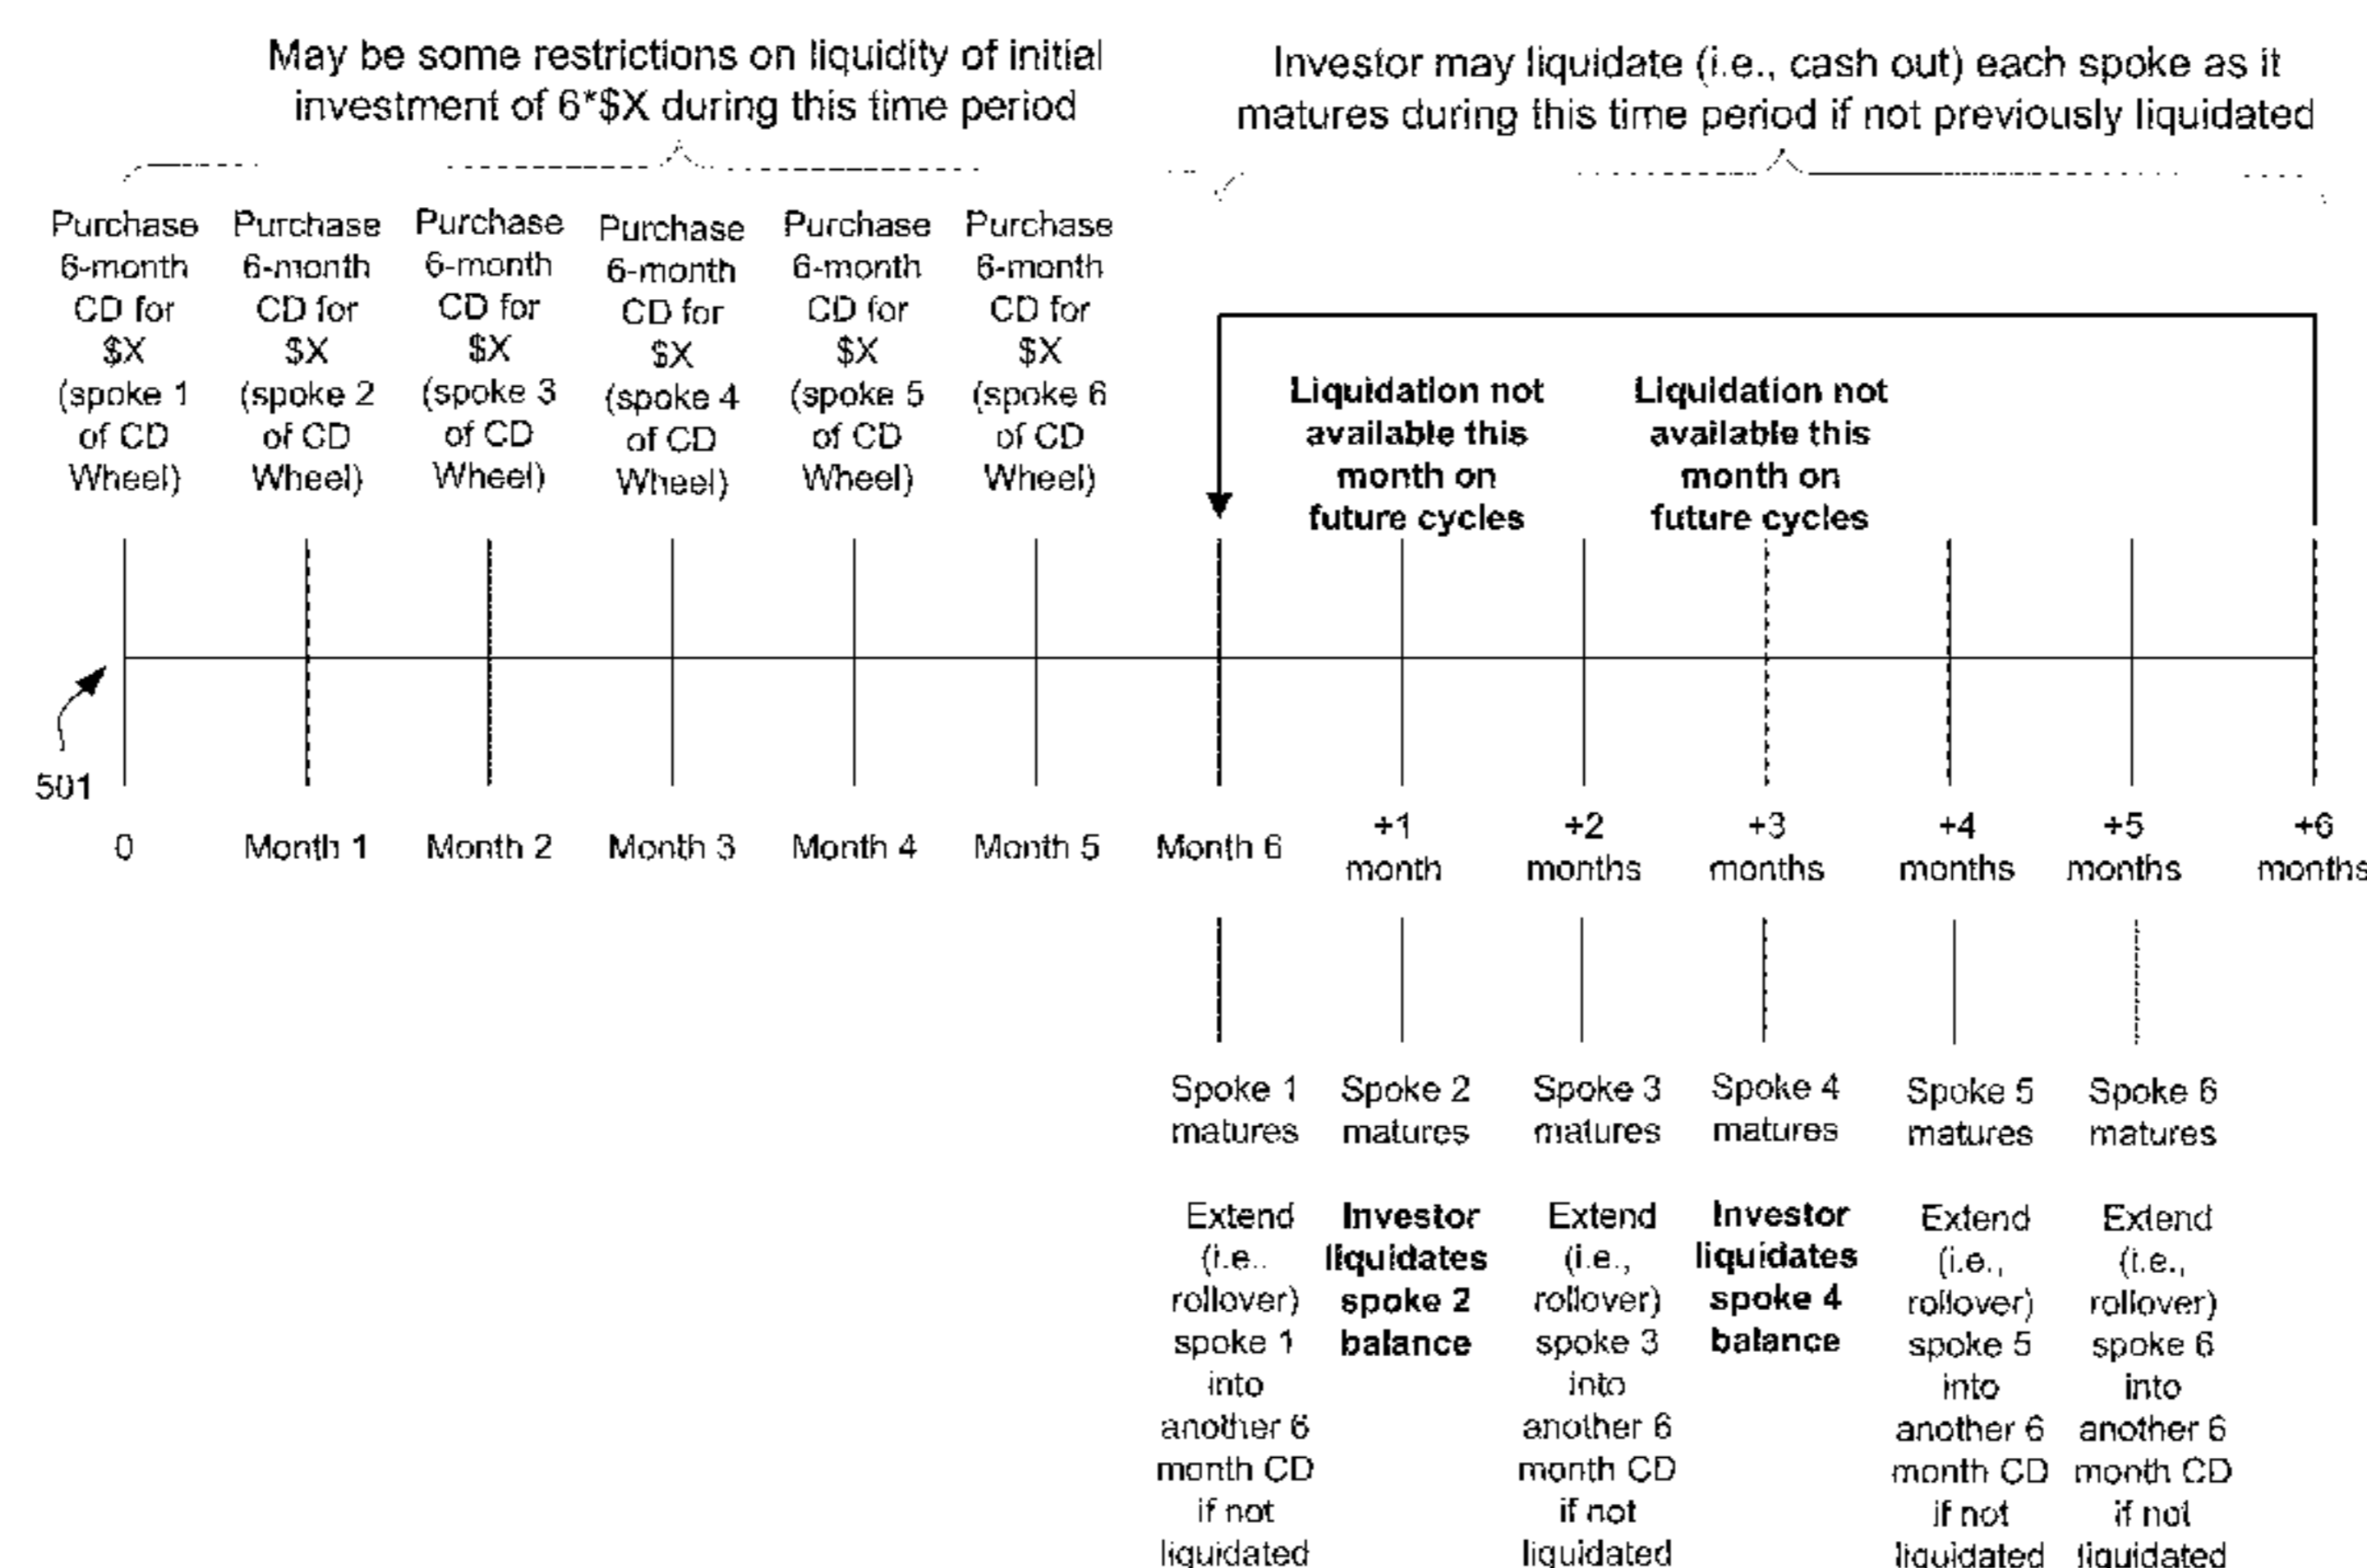 May be some restrictions on liquidity of initial
investment of 6*$X during this time period
Investor may liquidate (i.e., cash out) each spoke as it
matures during this time period if not previously liquidated
Purchase
6-month
CD for
$X
(spoke 1
of CD
Wheel)
Purchase
6-month
CD for
$X
(spoke 2
of CD
Wheel)
Purchase
6-month
CD for
$X
(spoke 3
of CD
Wheel)
Purchase
6-month
CD for
$X
(spoke 4
of CD
Wheel)
Purchase
6-month
CD for
$X
(spoke 5
of CD
Wheel)
Purchase
6-month
CD for
$X
(spoke 6
of CD
Wheel)
Liquidation not
available this
month on
future cycles
Liquidation not
available this
month on
future cycles
501
0
Month 1
Month 2
Month 3
Month 4
Month 5
Month 6
+1
month
+2
months
+3
months
+4
months
+5
months
+6
months
Spoke 1
matures
Spoke 2
matures
Spoke 3
matures
Spoke 4
matures
Spoke 5
matures
Spoke 6
matures
Extend
(i.e..
rollover)
spoke 1
into
another 6
month CD
if not
liquidated
Investor
liquidates
spoke 2
balance
Extend
(i.e.,
rollover)
spoke 3
into
another 6
month CD
if not
liquidated
Investor
liquidates
spoke 4
balance
Extend
(i.e.,
rollover)
spoke 5
into
another 6
month CD
if not
liquidated
Extend
(i.e.,
rollover)
spoke 6
into
another 6
month CD
if not
liquidated